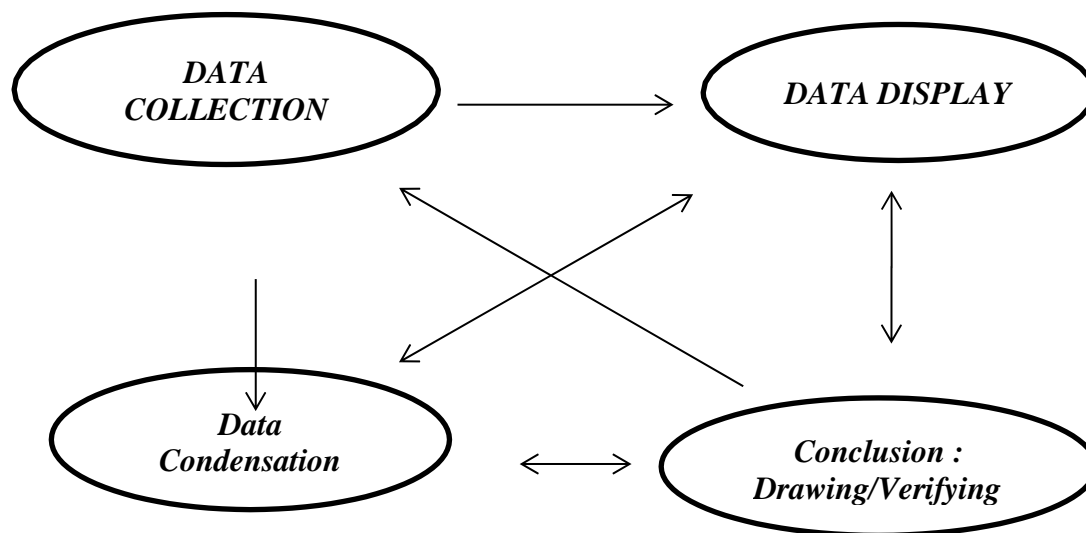 DATA
COLLECTION
DATA DISPLAY
Data
Condensation
Conclusion :
Drawing/Verifying